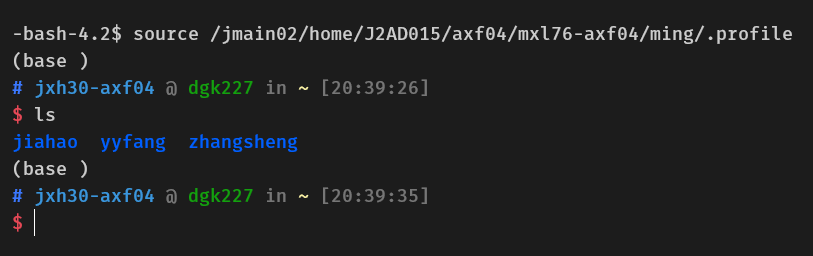 -bash-4.2$ source /jmain02/home/J2AD015/axf04/mxl76-axf04/ming/.profile
(base )
# jxh30-axf04 @ dgk227 in ~ [20:39:26]
$ ls
jiahao  yyfang  zhangsheng
(base )
# jxh30-axf04 @ dgk227 in ~ [20:39:35]
$